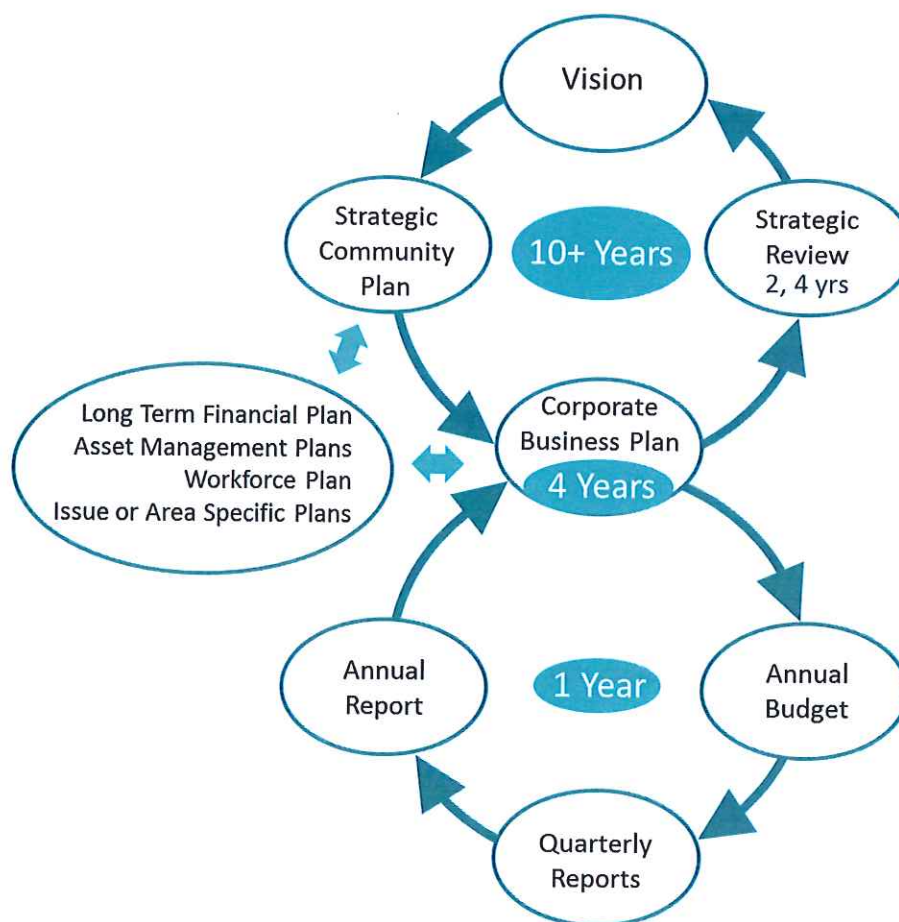 Vision
Strategic
Community
Plan
10+ Years
Strategic
Review
2, 4 yrs
Long Term Financial Plan
Asset Management Plans
Workforce Plan
Issue or Area Specific Plans
Corporate
Business Plan
4 Years
Annual
Report
1 Year
Annual
Budget
Quarterly
Reports